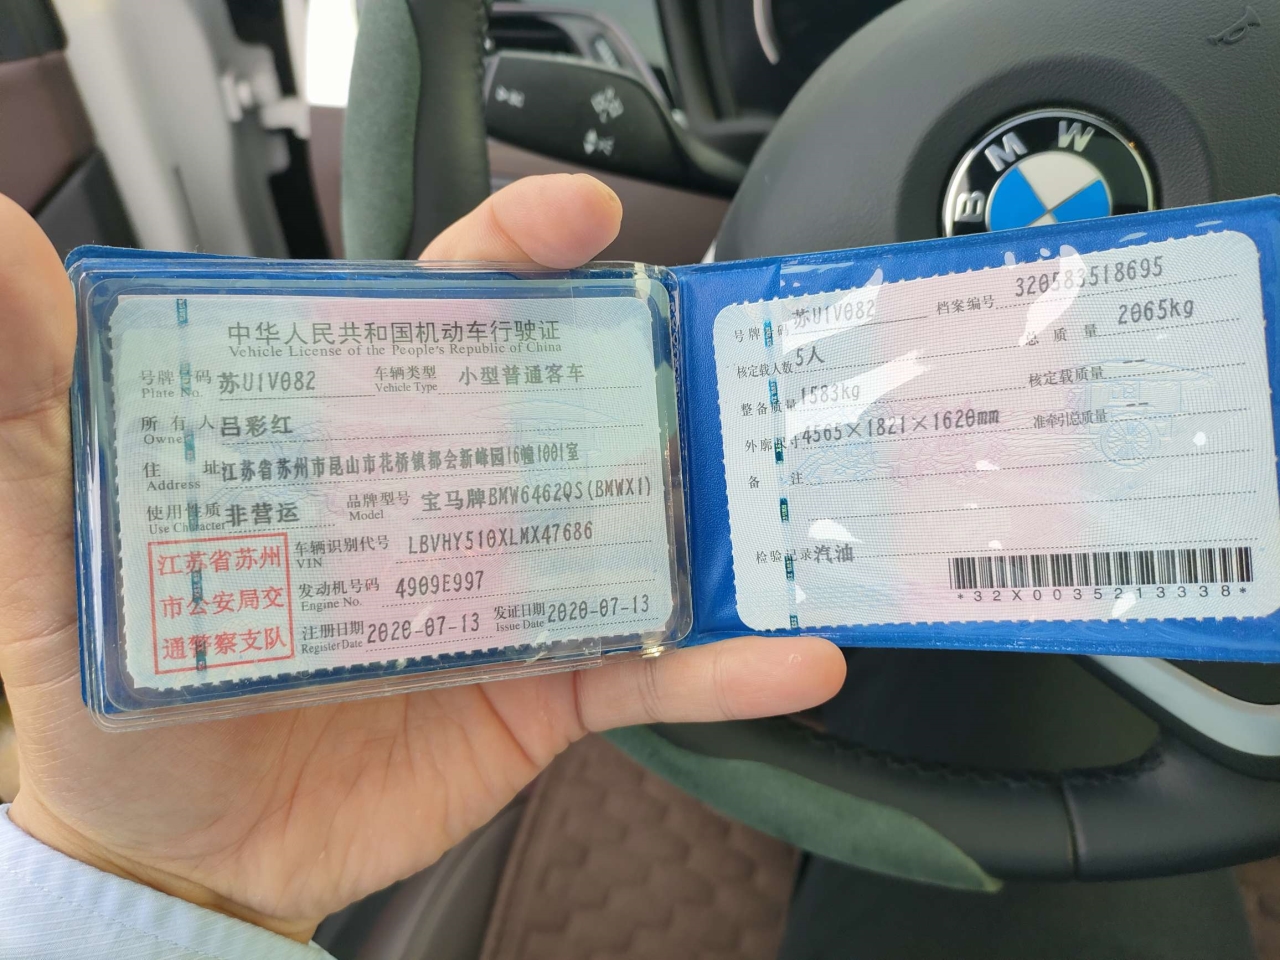 BMW
中华人民共和国机动车行驶证
Vehicle License of the People's Republic of China
号牌号码 苏U1V082 车辆类型 小型普通客车
Plate No. Vehicle Type
所有人 吕彩红
Owner
住址 江苏省苏州市昆山市花桥镇都会新峰园16幢1001室
Address
使用性质 非营运 品牌型号 宝马牌BMW6462QS(BMWX1)
Use Character Model
江苏省苏州
市公安局交
通警察支队
车辆识别代号 LBVHY510XLMX47686
VIN
发动机号码 4909E997
Engine No.
注册日期 2020-07-13 发证日期 2020-07-13
Register Date Issue Date
号牌号码 苏U1V082 档案编号 320583518695
核定载人数 5人 总质量 2065kg
整备质量 1583kg 核定载质量 --
外廓尺寸 4565×1821×1620mm 准牵引总质量 --
备注
检验记录 汽油
*32X0035213338*